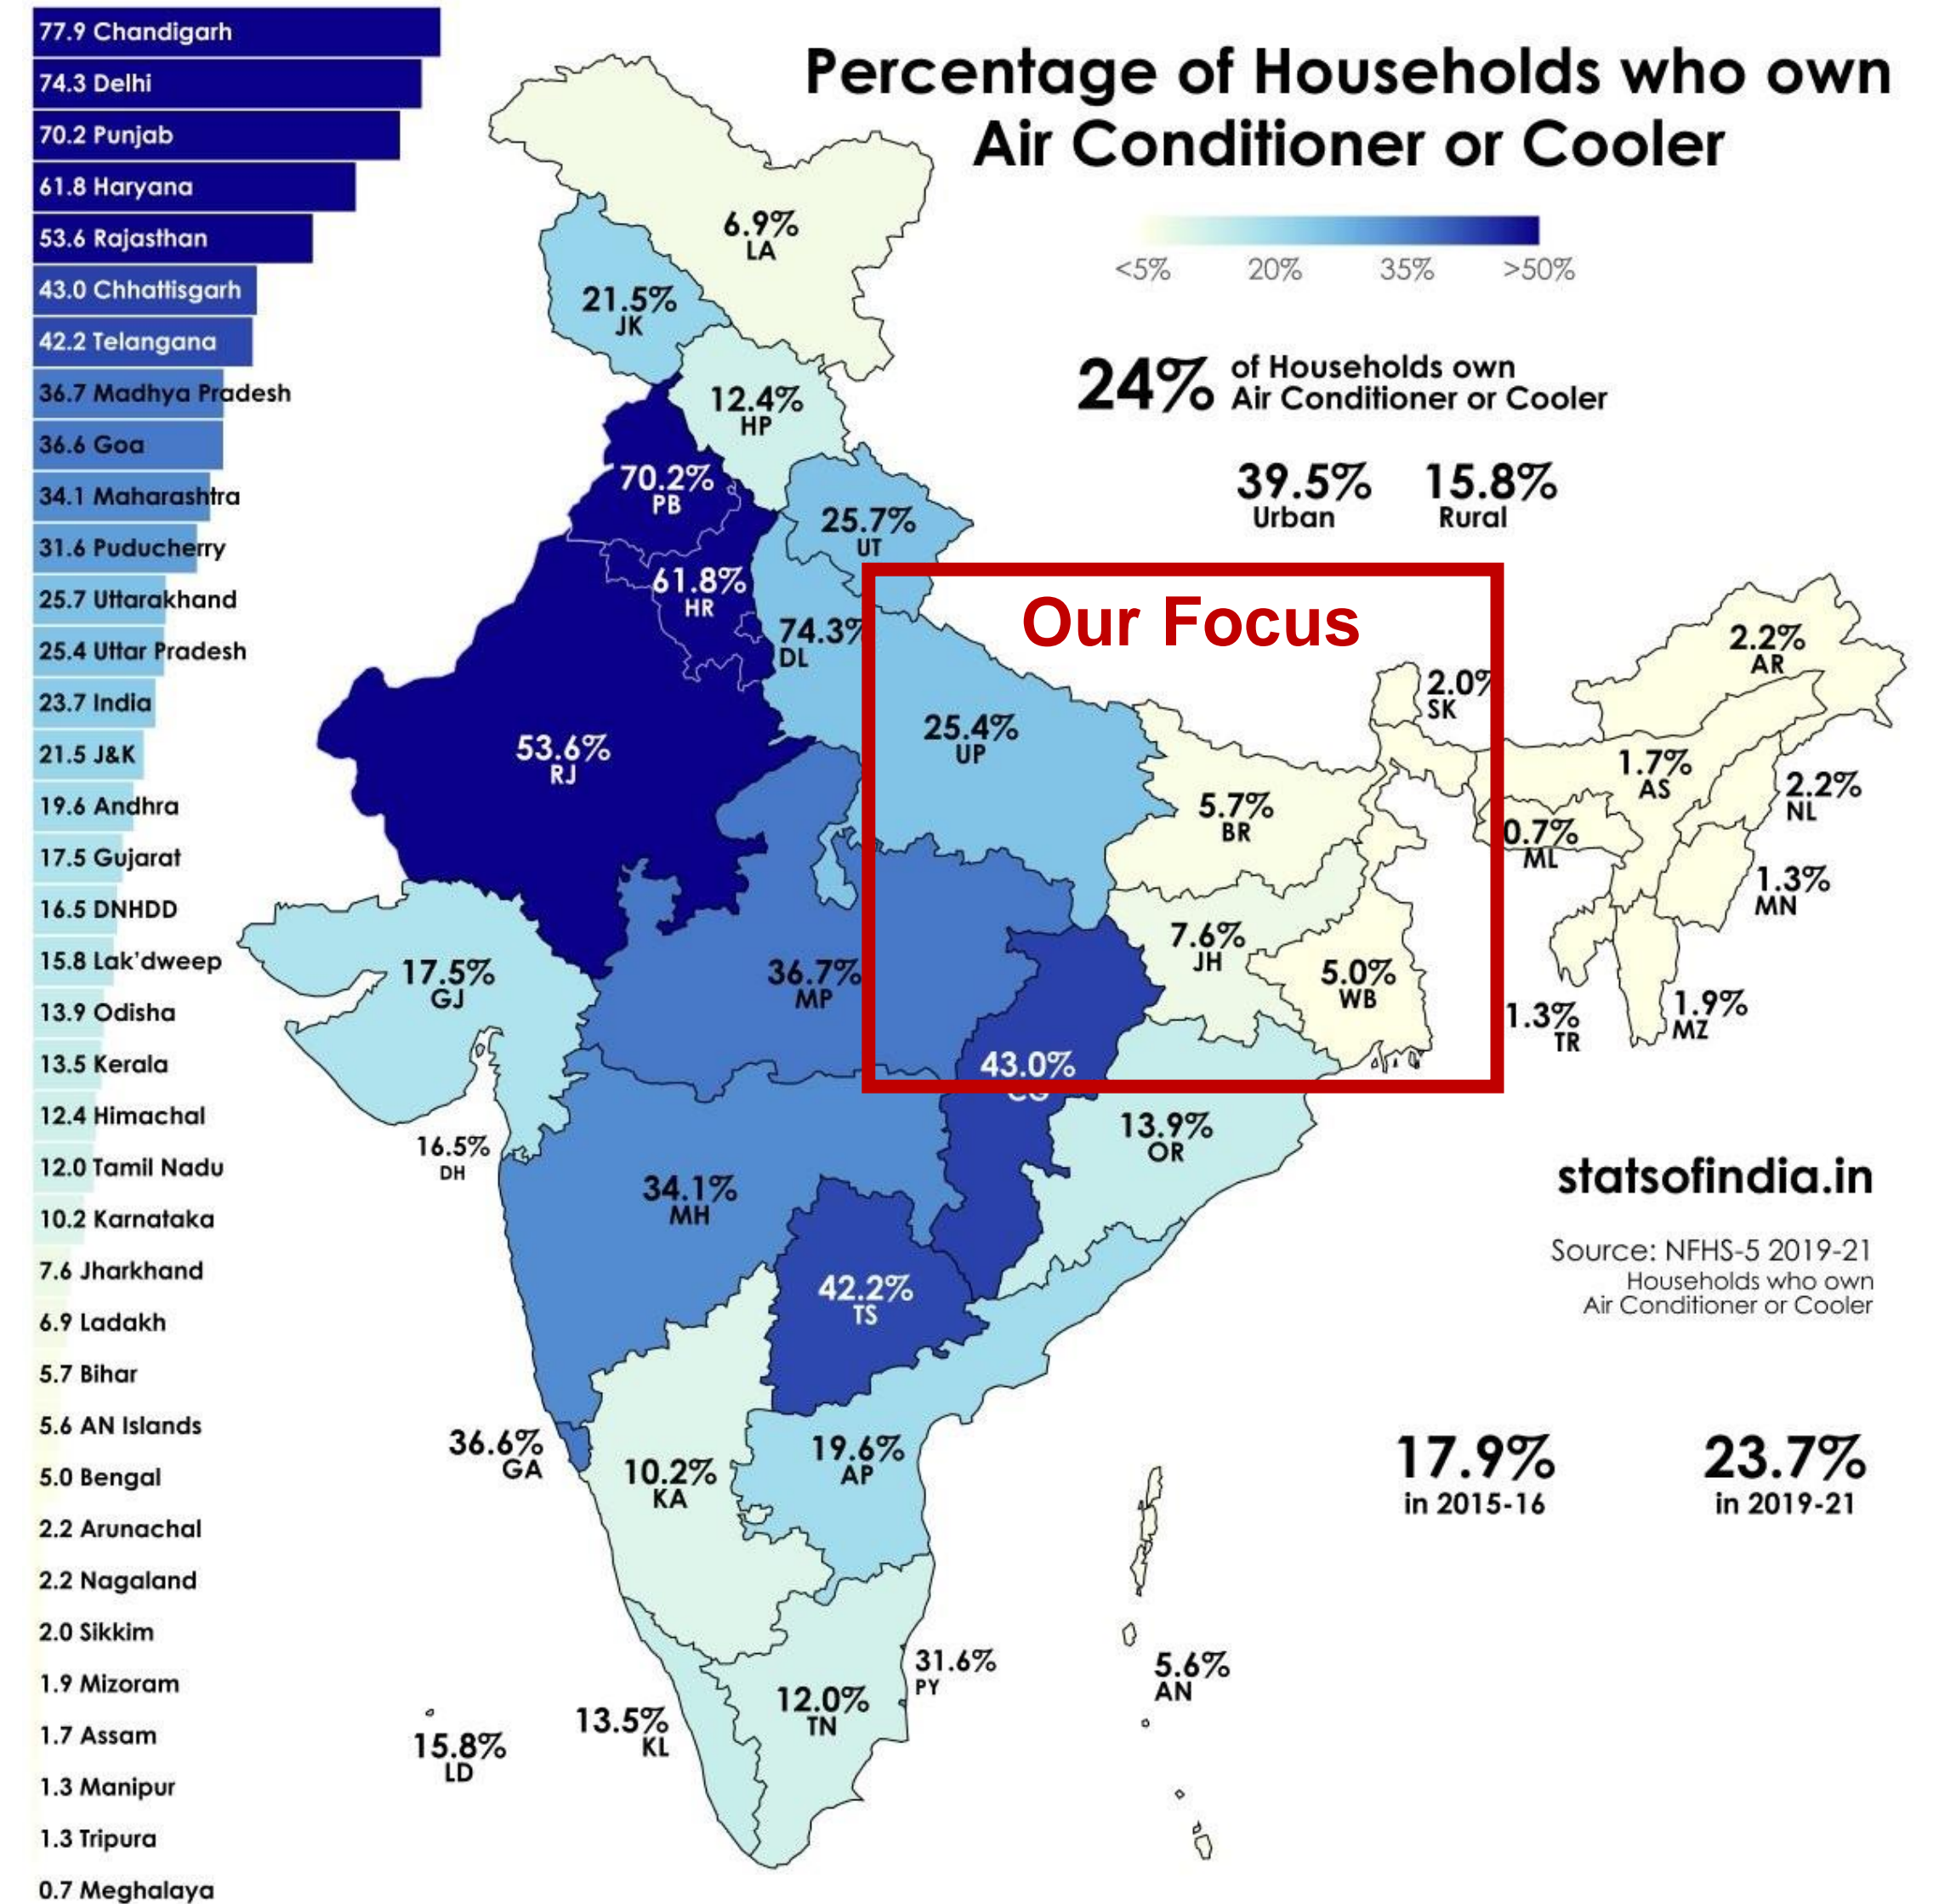 77.9 Chandigarh
74.3 Delhi
70.2 Punjab
61.8 Haryana
53.6 Rajasthan
43.0 Chhattisgarh
42.2 Telangana
36.7 Madhya Pradesh
36.6 Goa
34.1 Maharashtra
31.6 Puducherry
25.7 Uttarakhand
25.4 Uttar Pradesh
23.7 India
21.5 J&K
19.6 Andhra
17.5 Gujarat
16.5 DNHDD
15.8 Lak'dweep
13.9 Odisha
13.5 Kerala
12.4 Himachal
12.0 Tamil Nadu
10.2 Karnataka
7.6 Jharkhand
6.9 Ladakh
5.7 Bihar
5.6 AN Islands
5.0 Bengal
2.2 Arunachal
2.2 Nagaland
2.0 Sikkim
1.9 Mizoram
1.7 Assam
1.3 Manipur
1.3 Tripura
0.7 Meghalaya
Percentage of Households who own
Air Conditioner or Cooler
<5% 20% 35% >50%
24% of Households own
Air Conditioner or Cooler
39.5% 15.8%
Urban Rural
6.9%
LA
21.5%
JK
12.4%
HP
70.2%
PB
25.7%
UT
61.8%
HR
74.3%
DL
Our Focus
53.6%
RJ
25.4%
UP
2.0%
SK
2.2%
AR
1.7%
AS
2.2%
NL
5.7%
BR
0.7%
ML
1.3%
MN
17.5%
GJ
36.7%
MP
7.6%
JH
5.0%
WB
1.3%
TR
1.9%
MZ
43.0%
CG
16.5%
DH
34.1%
MH
13.9%
OR
42.2%
TS
36.6%
GA
10.2%
KA
19.6%
AP
31.6%
PY
12.0%
TN
13.5%
KL
15.8%
LD
5.6%
AN
statsofindia.in
Source: NFHS-5 2019-21
Households who own
Air Conditioner or Cooler
17.9% 23.7%
in 2015-16 in 2019-21